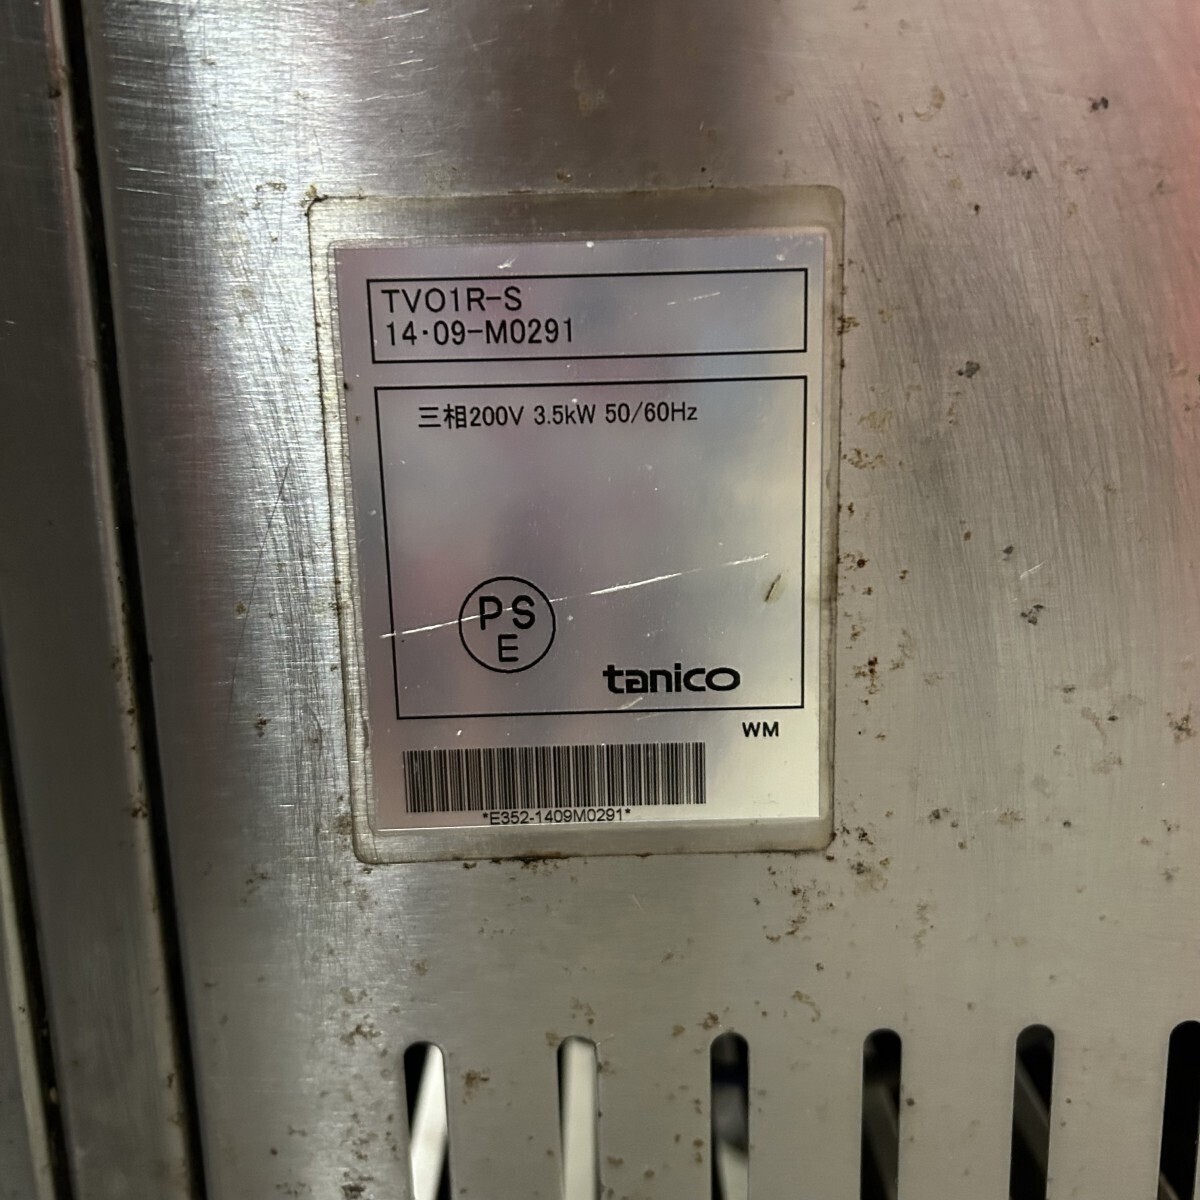 TVO1R-S
14・09-M0291
三相200V 3.5kW 50/60Hz
PS
E
tanico
WM
*E352-1409M0291*